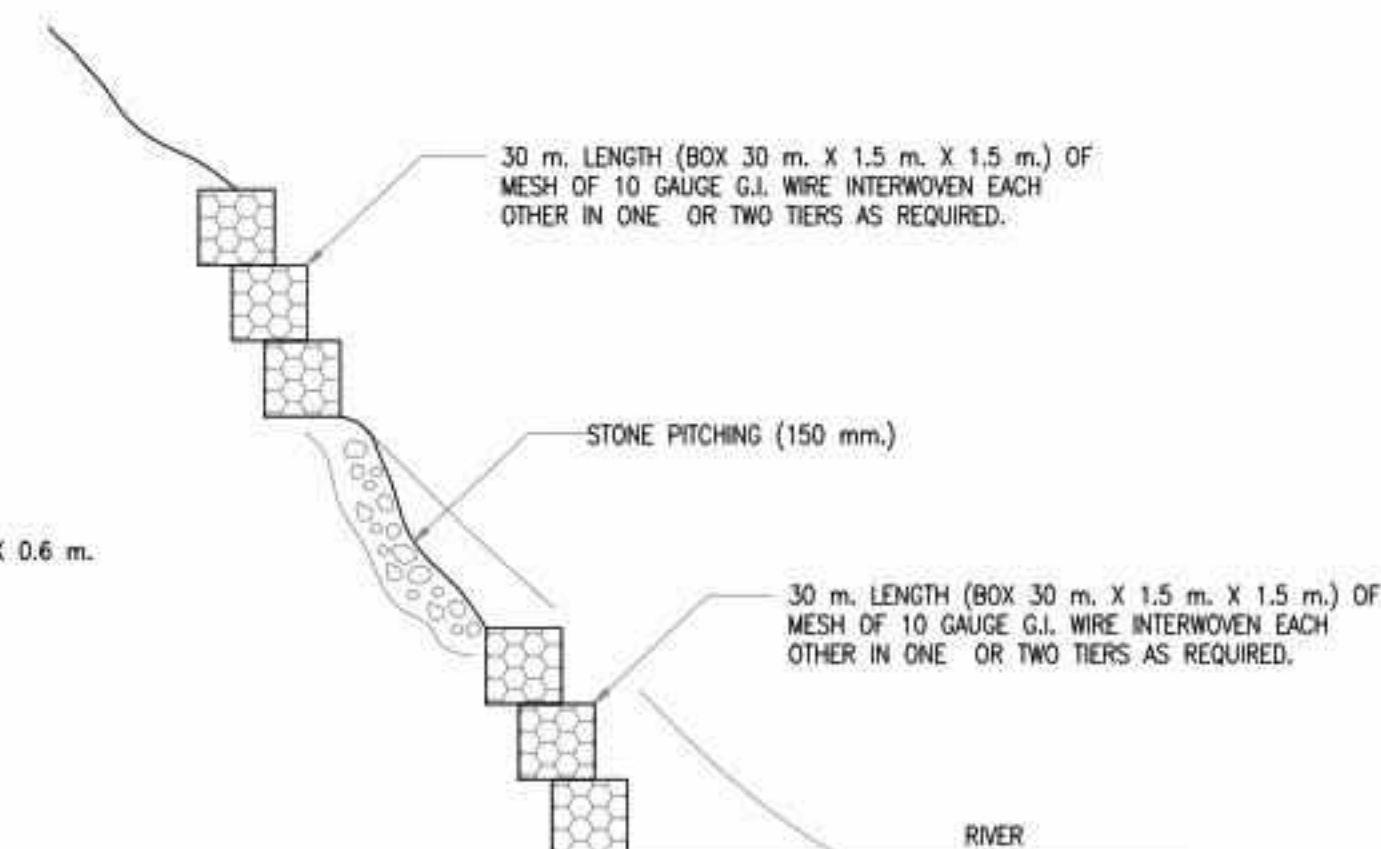 30 m. LENGTH (BOX 30 m. X 1.5 m. X 1.5 m.) OF
MESH OF 10 GAUGE G.I. WIRE INTERWOVEN EACH
OTHER IN ONE OR TWO TIERS AS REQUIRED.
STONE PITCHING (150 mm.)
X 0.6 m.
30 m. LENGTH (BOX 30 m. X 1.5 m. X 1.5 m.) OF
MESH OF 10 GAUGE G.I. WIRE INTERWOVEN EACH
OTHER IN ONE OR TWO TIERS AS REQUIRED.
RIVER